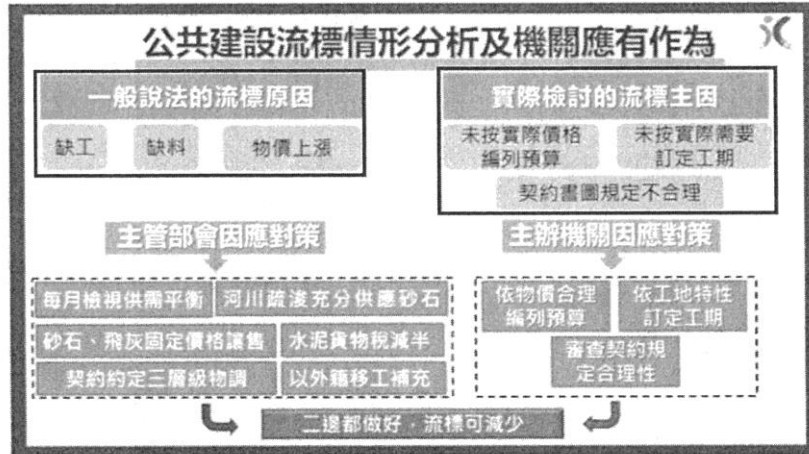 公共建設流標情形分析及機關應有作為
一般說法的流標原因
缺工
缺料
物價上漲
實際檢討的流標主因
未按實際價格
編列預算
未按實際需要
訂定工期
契約書圖規定不合理
主管部會因應對策
每月檢視供需平衡
河川疏浚充分供應砂石
砂石、飛灰固定價格讓售
水泥貨物稅減半
契約約定三層級物調
以外籍移工補充
主辦機關因應對策
依物價合理
編列預算
依工地特性
訂定工期
審查契約規
定合理性
二邊都做好，流標可減少